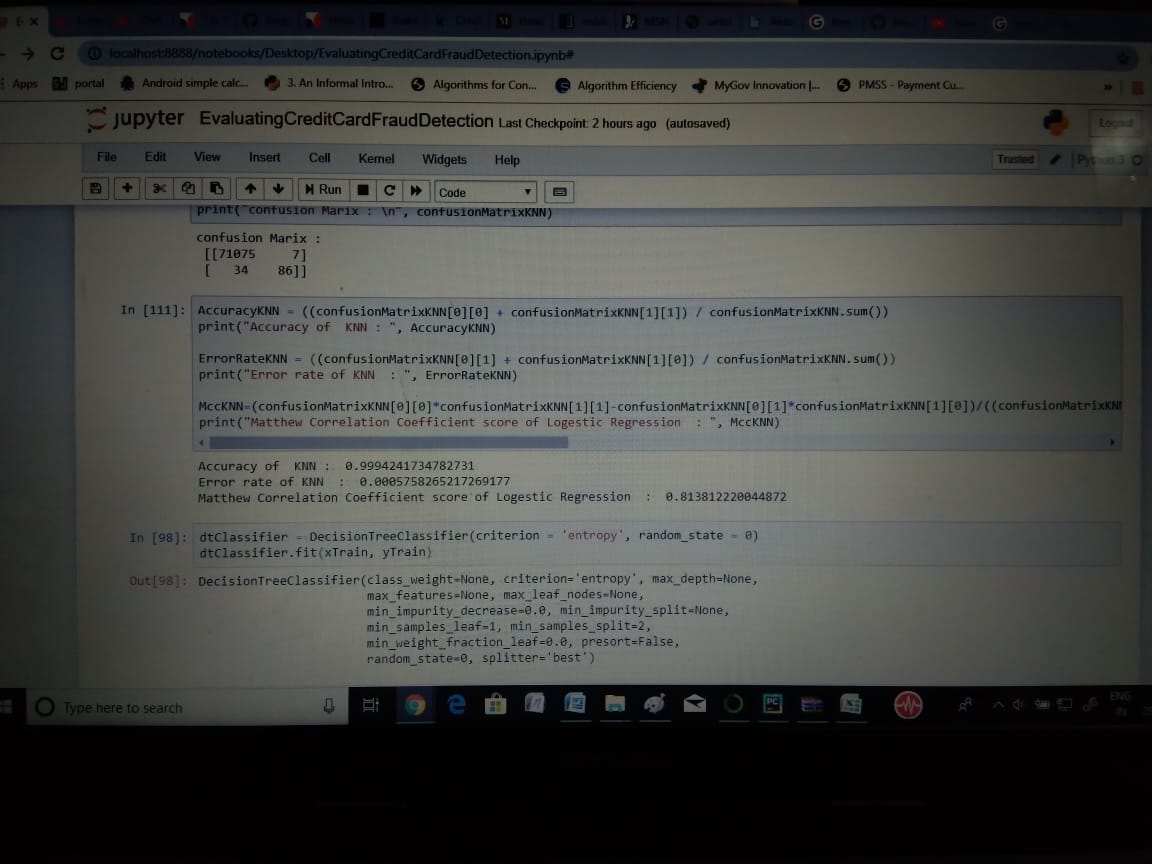 localhost:8888/notebooks/Desktop/EvaluatingCreditCardFraudDetection.ipynb#
Apps portal Android simple calc... 3. An Informal Intro... Algorithms for Con... Algorithm Efficiency MyGov Innovation |... PMSS - Payment Cu... »
jupyter EvaluatingCreditCardFraudDetection Last Checkpoint: 2 hours ago (autosaved) Logout
File Edit View Insert Cell Kernel Widgets Help Trusted Python 3
Run Code
print("confusion Marix : \n", confusionMatrixKNN)
confusion Marix :
[[71075 7]
[ 34 86]]
In [111]: AccuracyKNN = ((confusionMatrixKNN[0][0] + confusionMatrixKNN[1][1]) / confusionMatrixKNN.sum())
print("Accuracy of KNN : ", AccuracyKNN)
ErrorRateKNN = ((confusionMatrixKNN[0][1] + confusionMatrixKNN[1][0]) / confusionMatrixKNN.sum())
print("Error rate of KNN : ", ErrorRateKNN)
MccKNN=(confusionMatrixKNN[0][0]*confusionMatrixKNN[1][1]-confusionMatrixKNN[0][1]*confusionMatrixKNN[1][0])/((confusionMatrixKN
print("Matthew Correlation Coefficient score of Logestic Regression : ", MccKNN)
Accuracy of KNN : 0.9994241734782731
Error rate of KNN : 0.0005758265217269177
Matthew Correlation Coefficient score of Logestic Regression : 0.813812220044872
In [98]: dtClassifier = DecisionTreeClassifier(criterion = 'entropy', random_state = 0)
dtClassifier.fit(xTrain, yTrain)
Out[98]: DecisionTreeClassifier(class_weight=None, criterion='entropy', max_depth=None,
max_features=None, max_leaf_nodes=None,
min_impurity_decrease=0.0, min_impurity_split=None,
min_samples_leaf=1, min_samples_split=2,
min_weight_fraction_leaf=0.0, presort=False,
random_state=0, splitter='best')
Type here to search
ENG
IN